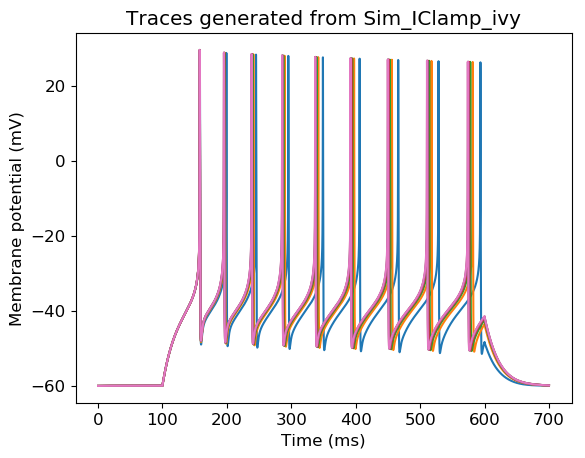 Traces generated from Sim_IClamp_ivy
Membrane potential (mV)
20
0
−20
−40
−60
0 100 200 300 400 500 600 700
Time (ms)